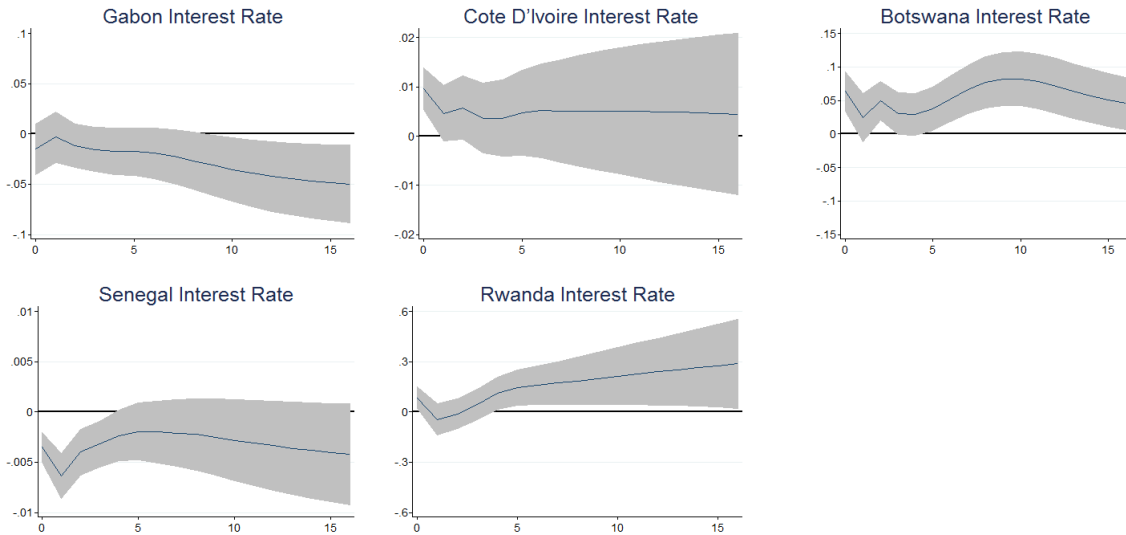 Gabon Interest Rate
.1
.05
0
-.05
-.1
0 5 10 15
Cote D'Ivoire Interest Rate
.02
.01
0
-.01
-.02
0 5 10 15
Botswana Interest Rate
.15
.1
.05
0
-.05
-.1
-.15
0 5 10 15
Senegal Interest Rate
.01
.005
0
-.005
-.01
0 5 10 15
Rwanda Interest Rate
.6
.3
0
-.3
-.6
0 5 10 15